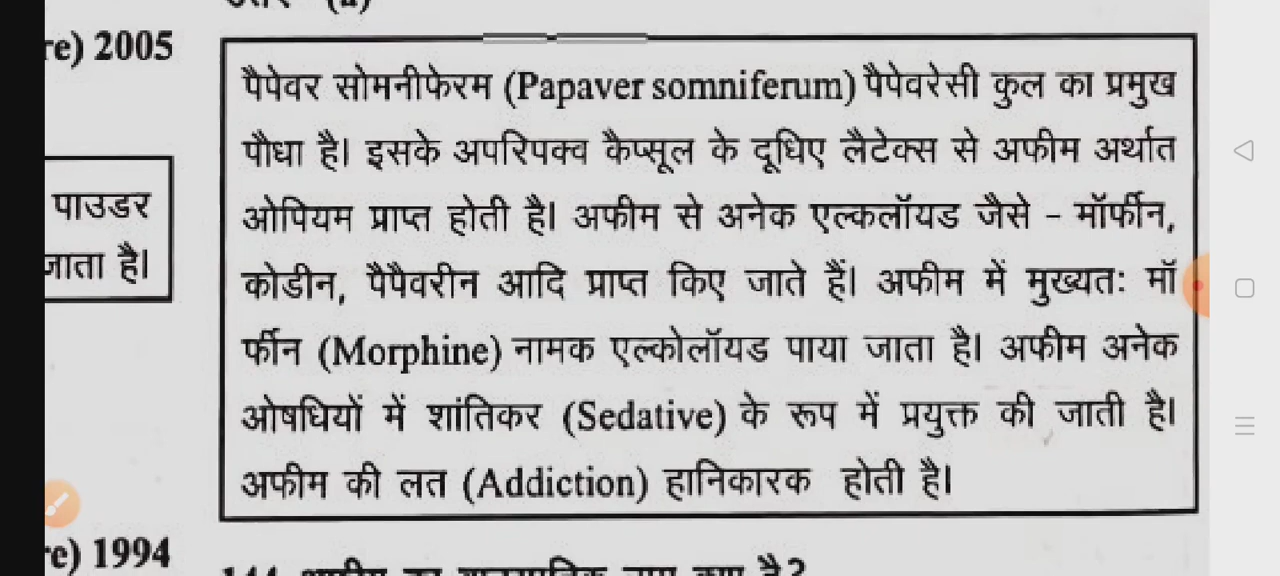 re) 2005
पैपेवर सोमनीफेरम (Papaver somniferum) पैपेवरेसी कुल का प्रमुख
पौधा है। इसके अपरिपक्व कैप्सूल के दूधिए लैटेक्स से अफीम अर्थात
पाउडर
ओपियम प्राप्त होती है। अफीम से अनेक एल्कलॉयड जैसे - मॉर्फीन,
जाता है।
कोडीन, पैपैवरीन आदि प्राप्त किए जाते हैं। अफीम में मुख्यतः मॉ
र्फीन (Morphine) नामक एल्कोलॉयड पाया जाता है। अफीम अनेक
ओषधियों में शांतिकर (Sedative) के रूप में प्रयुक्त की जाती है।
अफीम की लत (Addiction) हानिकारक होती है।
re) 1994